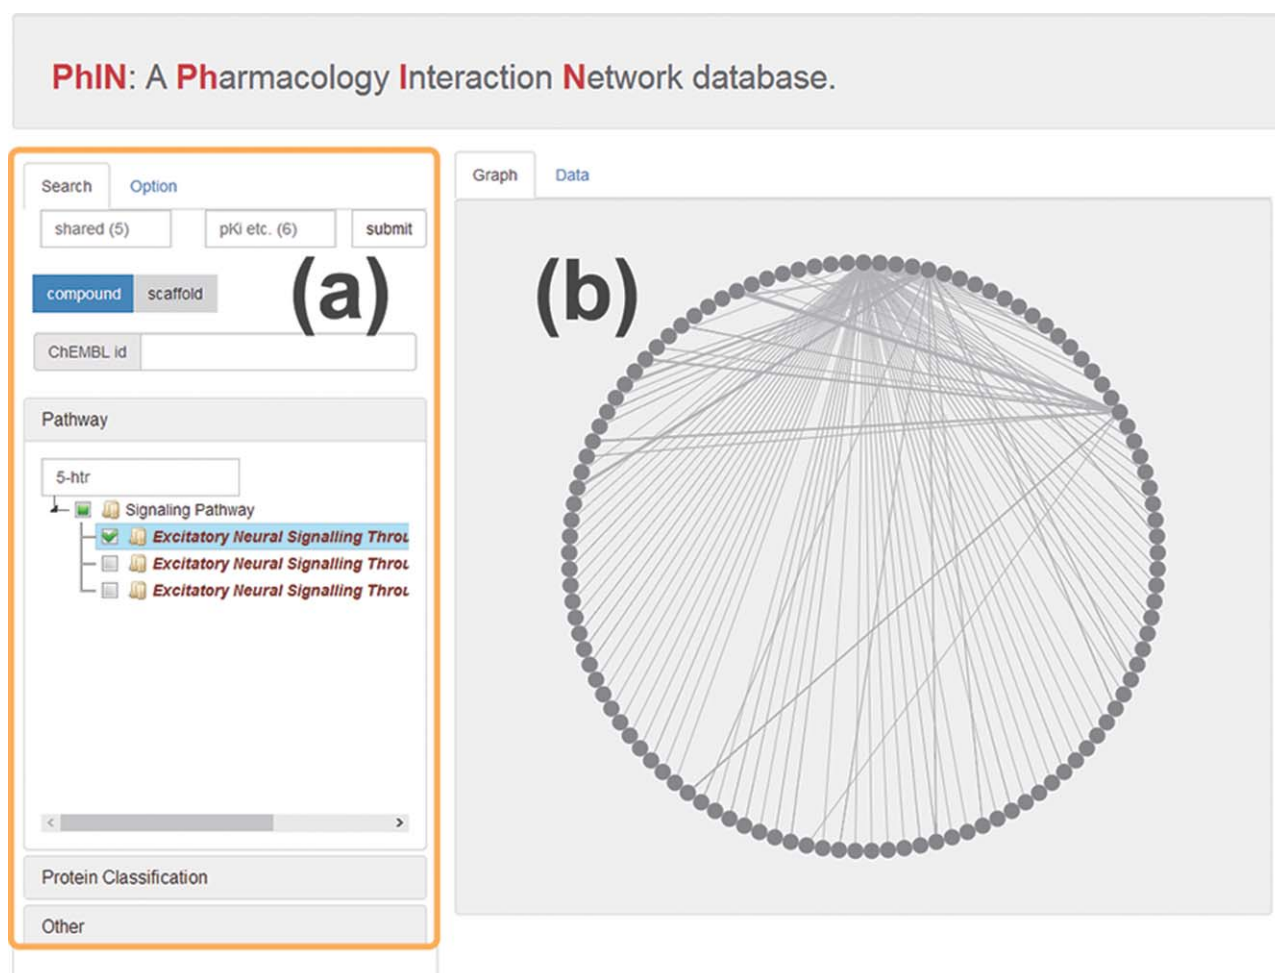 PhIN: A Pharmacology Interaction Network database.
Search Option
shared (5) pKi etc. (6) submit
(a)
compound scaffold
ChEMBL id
Pathway
5-htr
Signaling Pathway
Excitatory Neural Signalling Throu
Excitatory Neural Signalling Throu
Excitatory Neural Signalling Throu
Protein Classification
Other
Graph Data
(b)